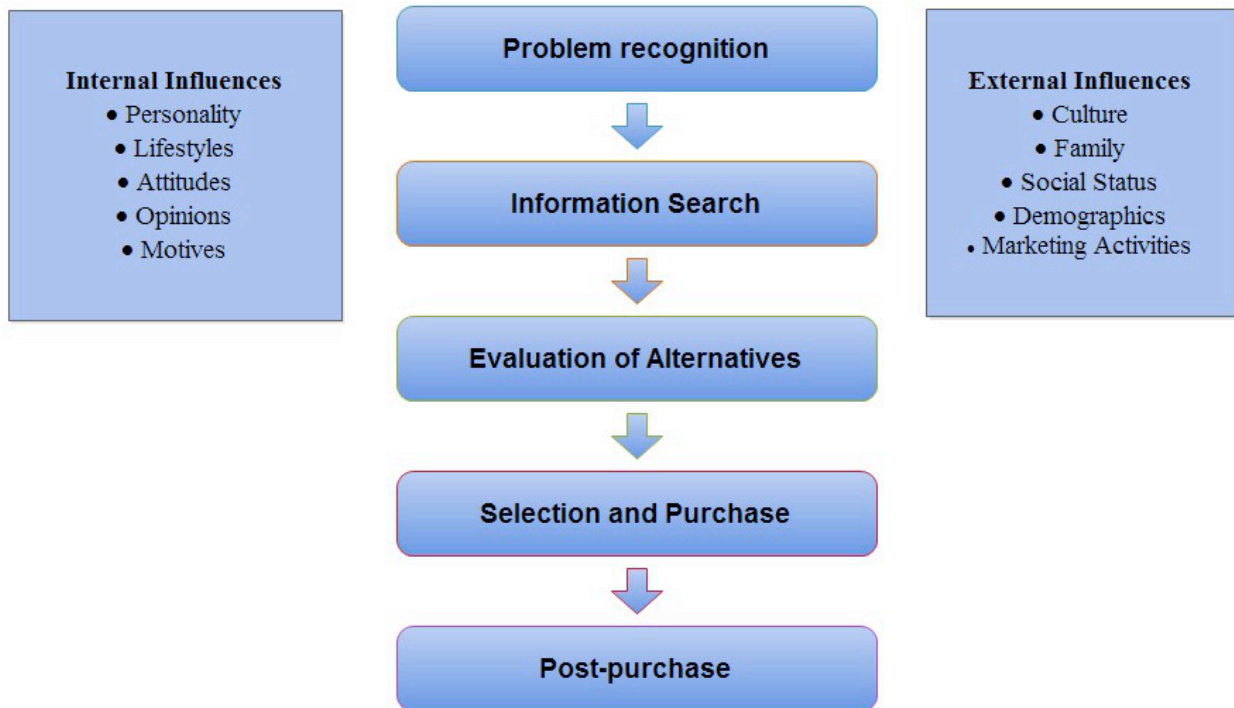 Internal Influences
● Personality
● Lifestyles
● Attitudes
● Opinions
● Motives
Problem recognition
Information Search
Evaluation of Alternatives
Selection and Purchase
Post-purchase
External Influences
● Culture
● Family
● Social Status
● Demographics
• Marketing Activities